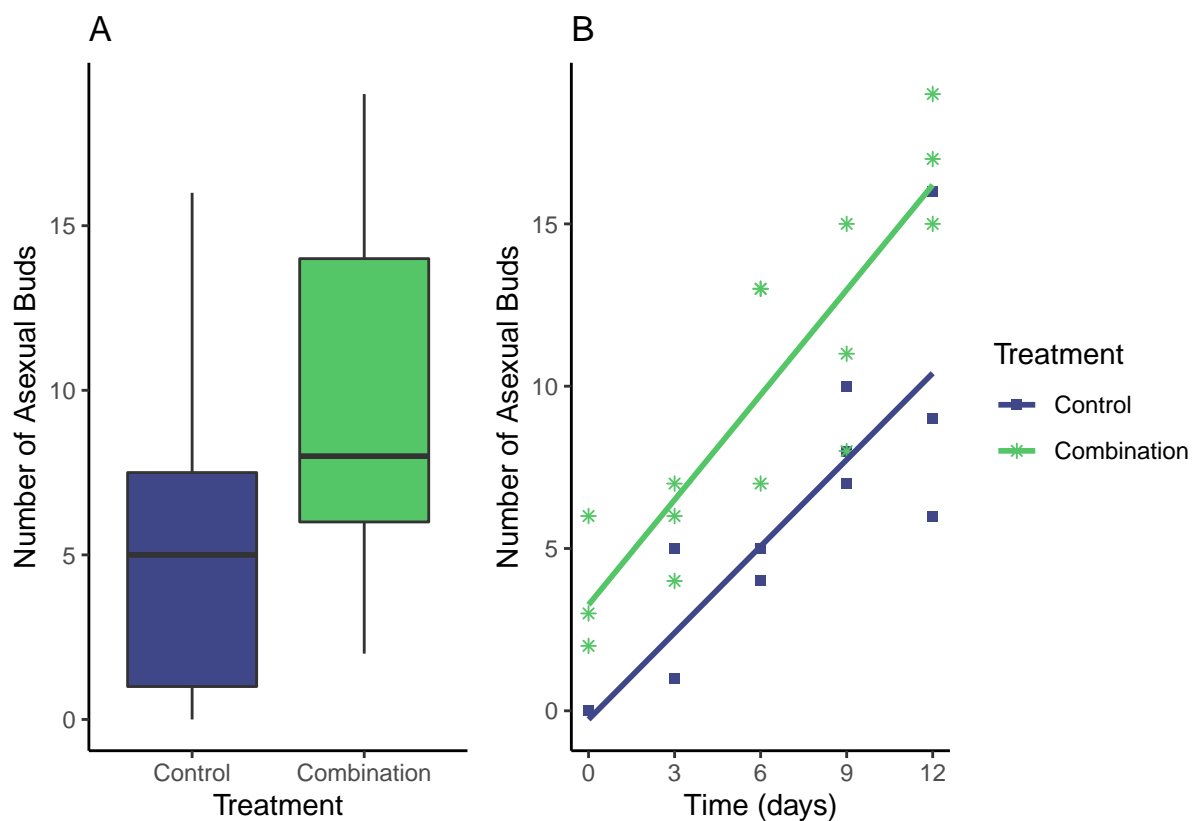 A
Number of Asexual Buds
15
10
5
0
Control Combination
Treatment
B
Number of Asexual Buds
15
10
5
0
0 3 6 9 12
Time (days)
Treatment
Control
Combination